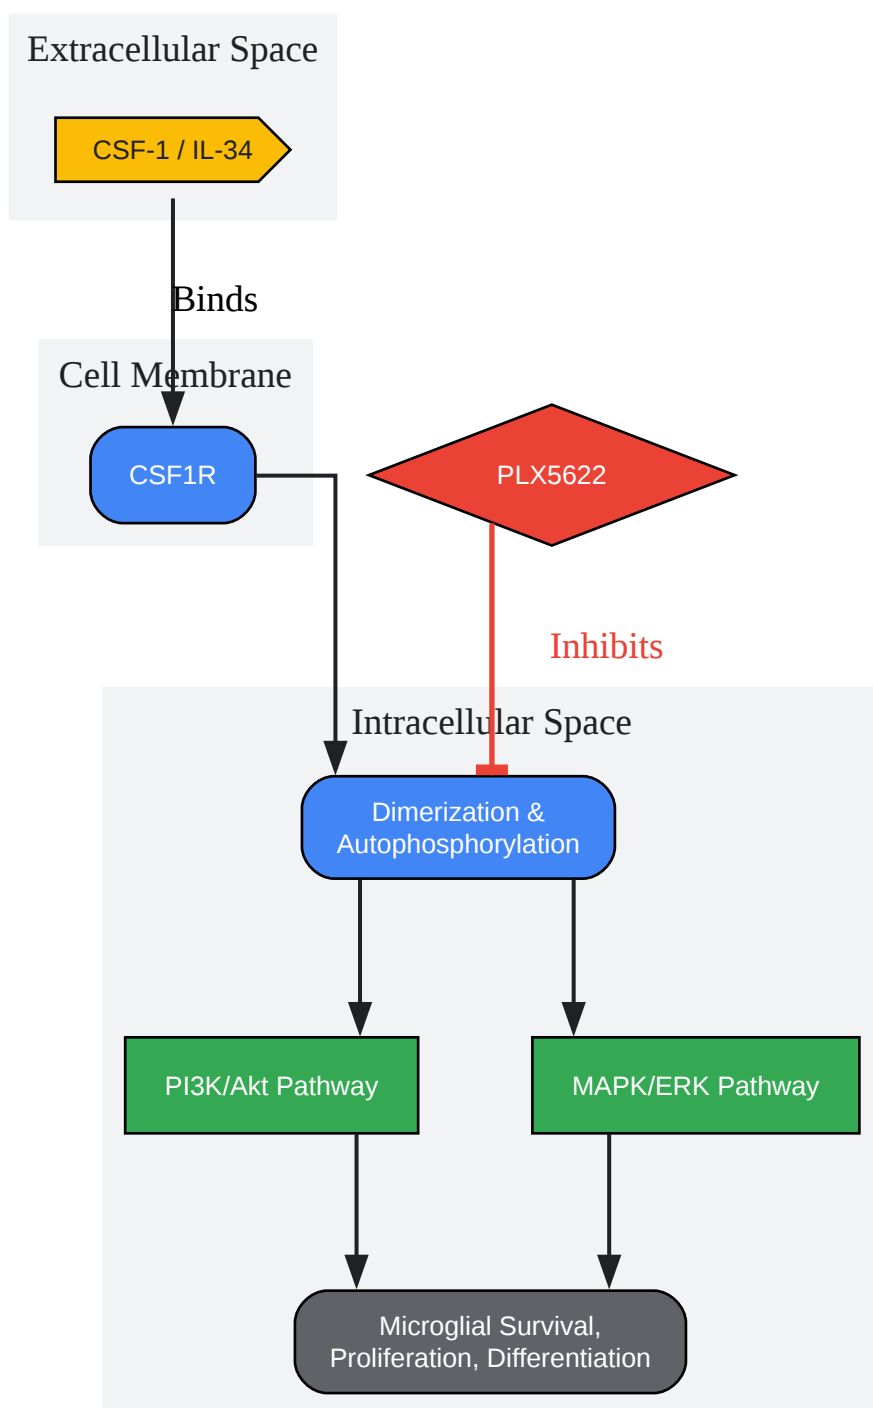 Extracellular Space
CSF-1 / IL-34
Binds
Cell Membrane
CSF1R
PLX5622
Inhibits
Intracellular Space
Dimerization &
Autophosphorylation
PI3K/Akt Pathway
MAPK/ERK Pathway
Microglial Survival,
Proliferation, Differentiation